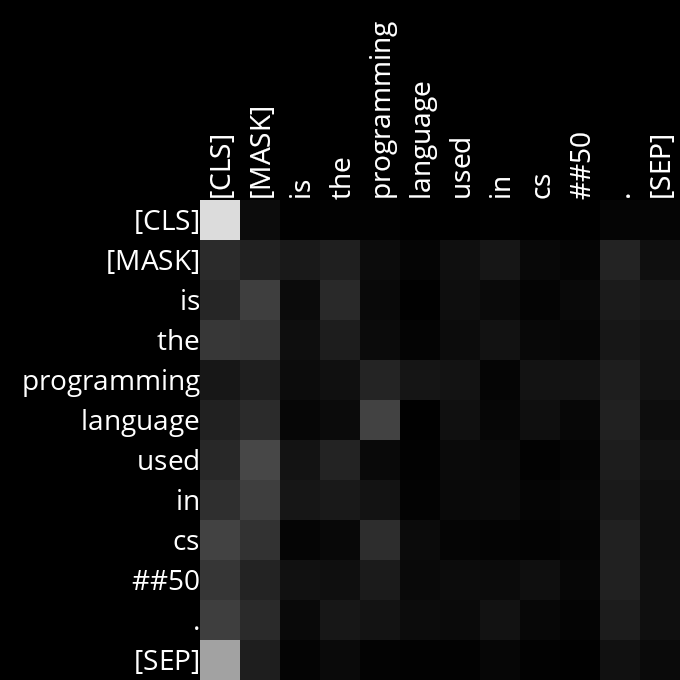 [CLS] [MASK] is the programming language used in cs ##50 . [SEP]
[CLS]
[MASK]
is
the
programming
language
used
in
cs
##50
.
[SEP]